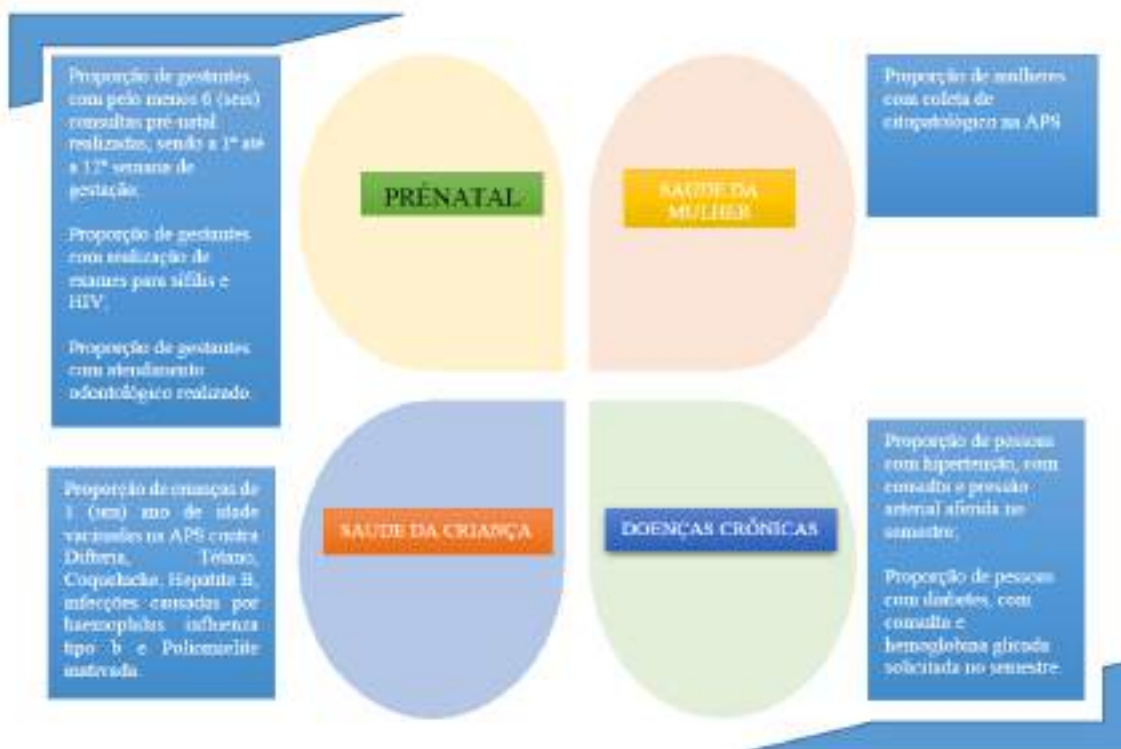 Proporção de gestantes
com pelo menos 6 (seis)
consultas pré-natal
realizadas, sendo a 1ª até
a 12ª semana de
gestação;
Proporção de gestantes
com realização de
exames para sífilis e
HIV;
Proporção de gestantes
com atendimento
odontológico realizado.
PRÉNATAL
SAÚDE DA
MULHER
Proporção de mulheres
com coleta de
citopatológico na APS
Proporção de crianças de
1 (um) ano de idade
vacinadas na APS contra
Difteria, Tétano,
Coqueluche, Hepatite B,
infecções causadas por
haemophilus influenza
tipo b e Poliomielite
inativada.
SAUDE DA CRIANÇA
DOENÇAS CRÔNICAS
Proporção de pessoas
com hipertensão, com
consulta e pressão
arterial aferida no
semestre;
Proporção de pessoas
com diabetes, com
consulta e
hemoglobina glicada
solicitada no semestre.